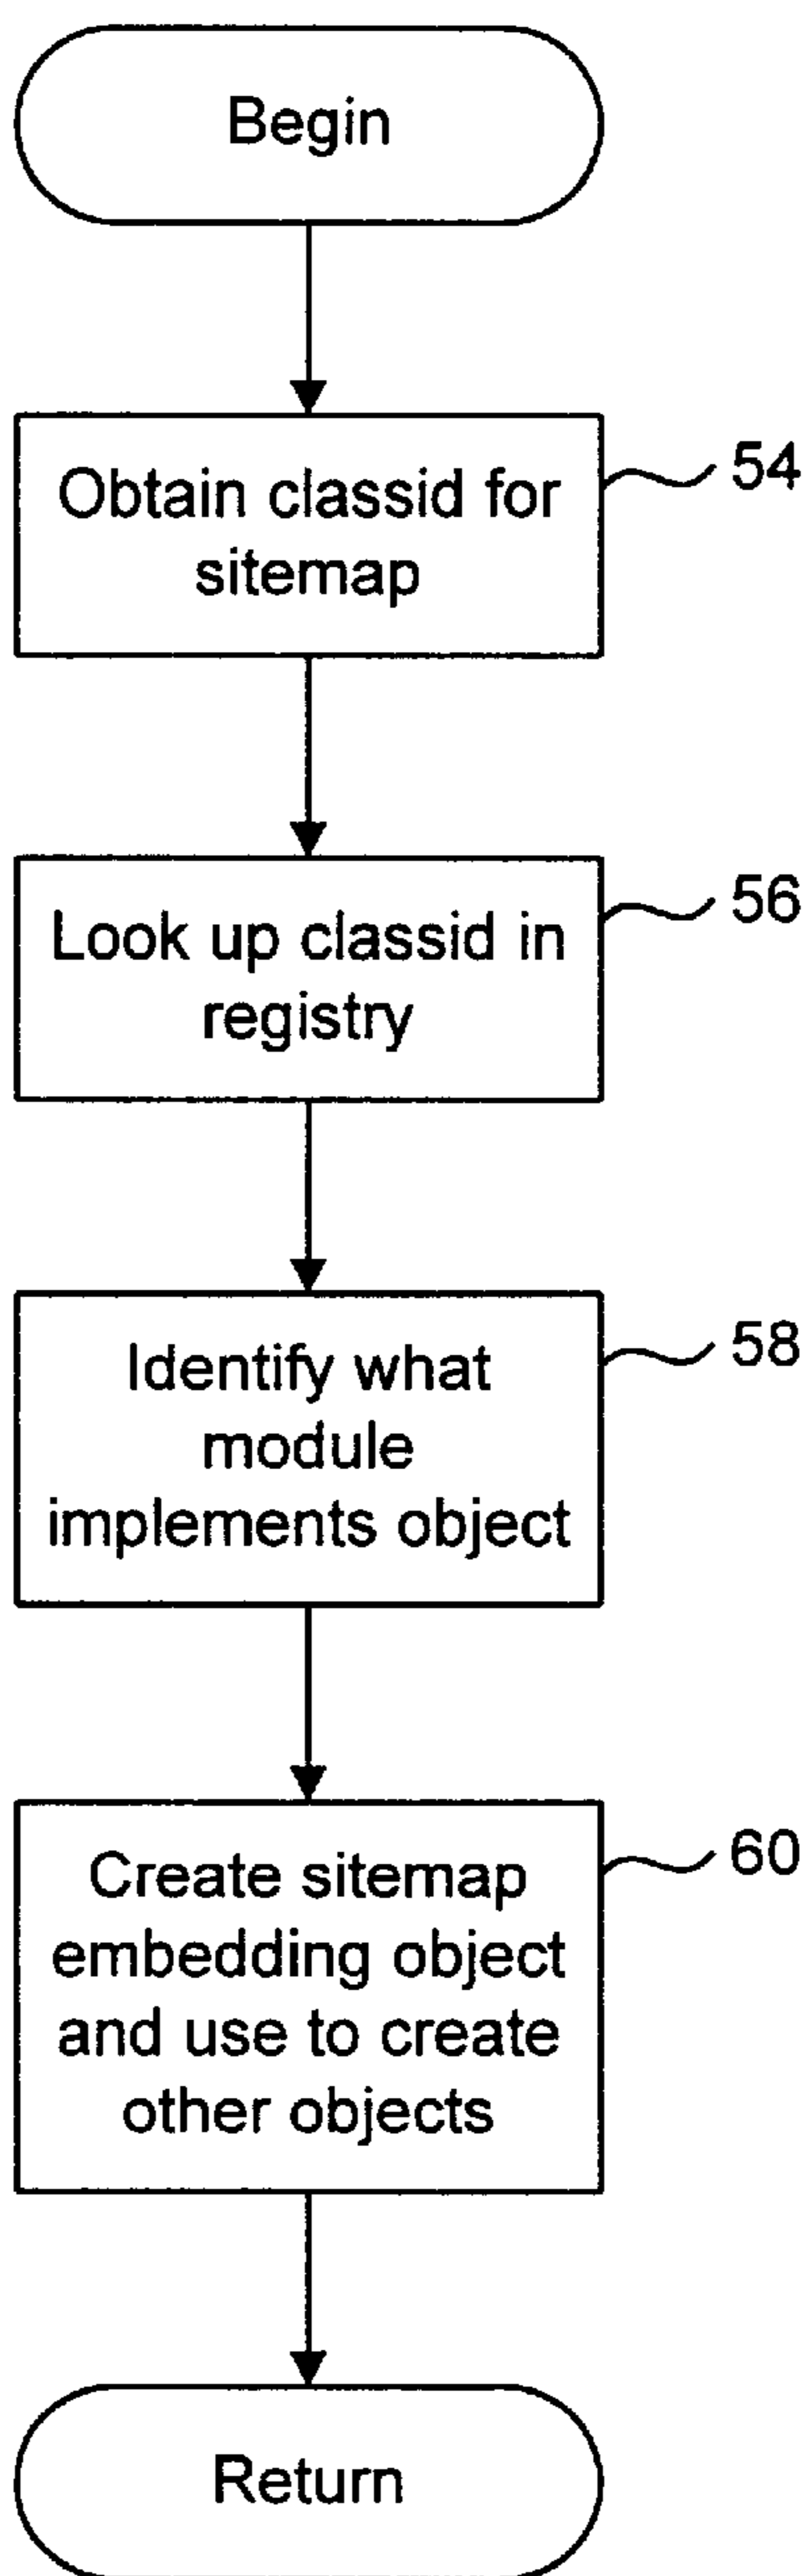 Begin
Obtain classid for
sitemap
54
Look up classid in
registry
56
Identify what
module
implements object
58
Create sitemap
embedding object
and use to create
other objects
60
Return